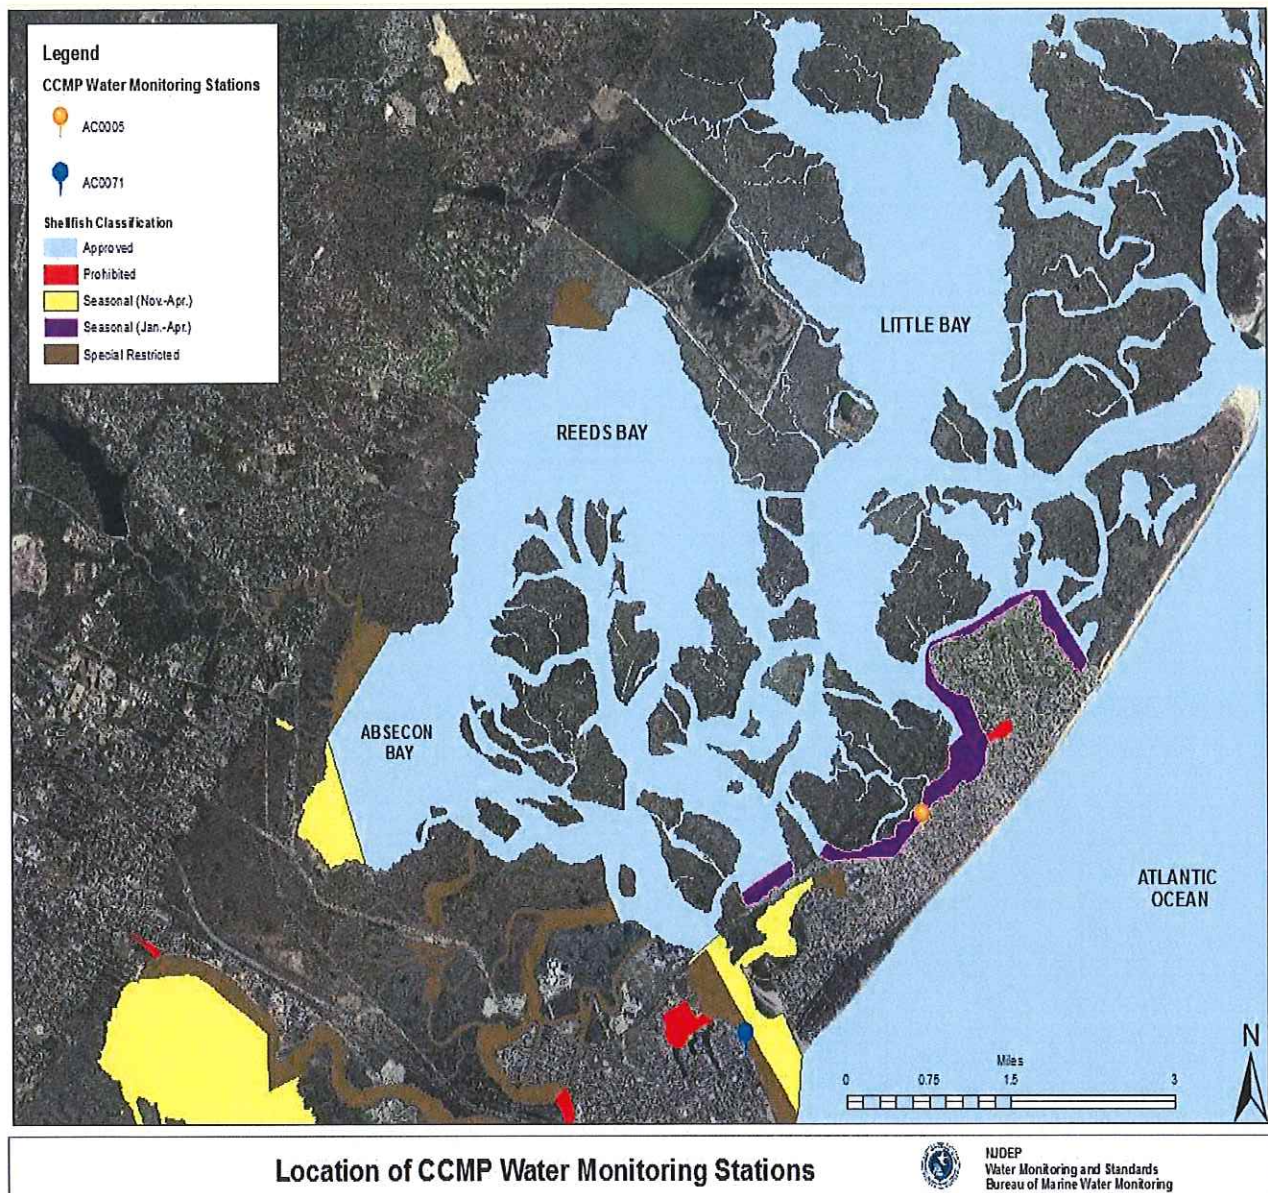 Legend
CCMP Water Monitoring Stations
AC0005
AC0071
Shellfish Classification
Approved
Prohibited
Seasonal (Nov.-Apr.)
Seasonal (Jan.-Apr.)
Special Restricted
LITTLE BAY
REEDS BAY
ABSECON
BAY
ATLANTIC
OCEAN
N
Miles
0 0.75 1.5 3
Location of CCMP Water Monitoring Stations
NJDEP
Water Monitoring and Standards
Bureau of Marine Water Monitoring